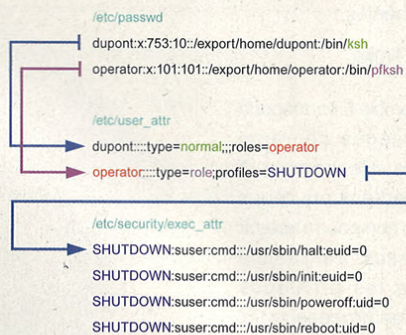 /etc/passwd
dupont:x:753:10::/export/home/dupont:/bin/ksh
operator:x:101:101::/export/home/operator:/bin/pfksh
/etc/user_attr
dupont::::type=normal;;;roles=operator
operator::::type=role;profiles=SHUTDOWN
/etc/security/exec_attr
SHUTDOWN:suser:cmd:::/usr/sbin/halt:euid=0
SHUTDOWN:suser:cmd:::/usr/sbin/init:euid=0
SHUTDOWN:suser:cmd:::/usr/sbin/poweroff:uid=0
SHUTDOWN:suser:cmd:::/usr/sbin/reboot:uid=0